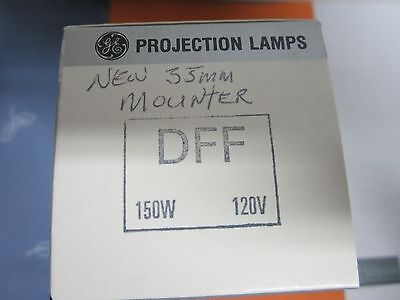 GE PROJECTION LAMPS
NEW 35mm
MOUNTER
DFF
150W 120V